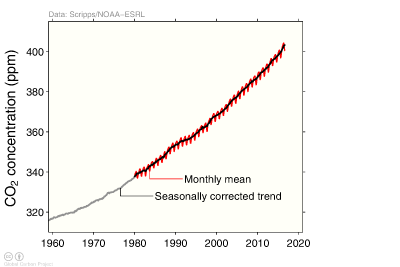 Data: Scripps/NOAA-ESRL
CO2 concentration (ppm)
400
380
360
340
320
Monthly mean
Seasonally corrected trend
1960 1970 1980 1990 2000 2010 2020
Global Carbon Project